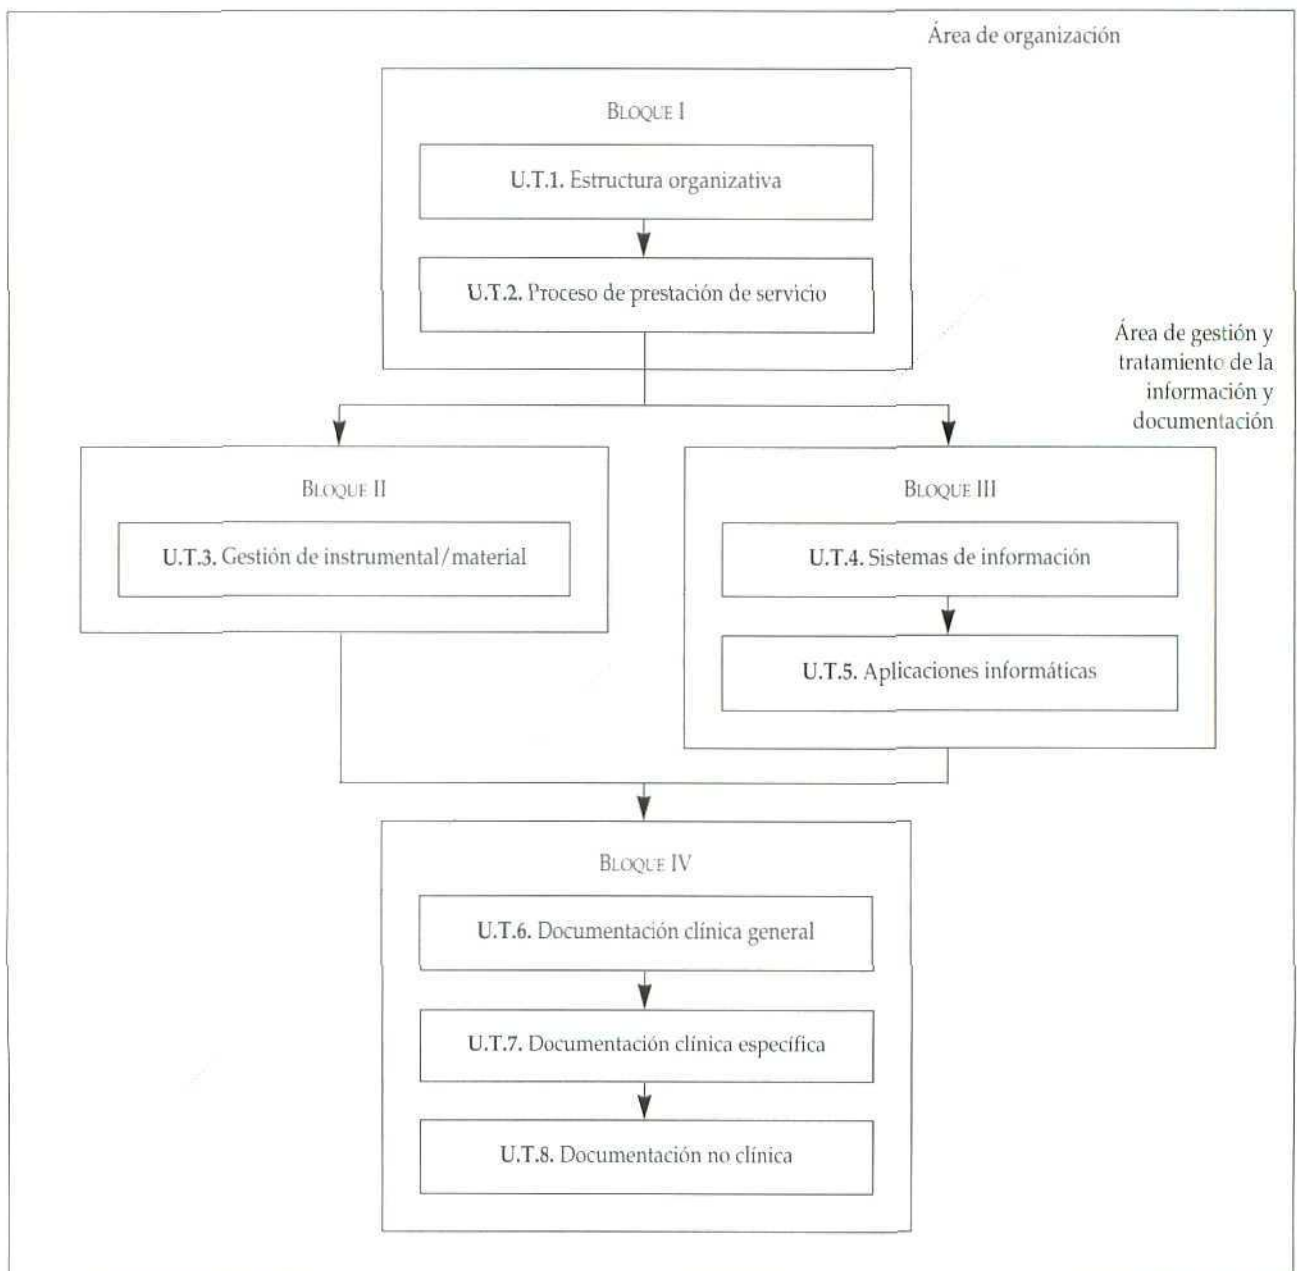 Área de organización
BLOQUE I
U.T.1. Estructura organizativa
U.T.2. Proceso de prestación de servicio
Área de gestión y
tratamiento de la
información y
documentación
BLOQUE II
U.T.3. Gestión de instrumental/material
BLOQUE III
U.T.4. Sistemas de información
U.T.5. Aplicaciones informáticas
BLOQUE IV
U.T.6. Documentación clínica general
U.T.7. Documentación clínica específica
U.T.8. Documentación no clínica